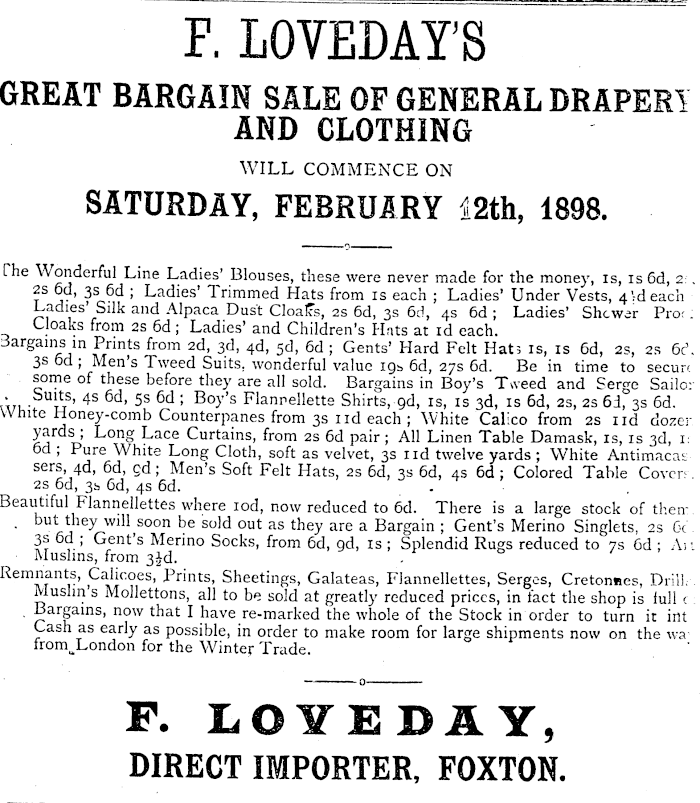 F. LOVEDAY'S
GREAT BARGAIN SALE OF GENERAL DRAPERY
AND CLOTHING
WILL COMMENCE ON
SATURDAY, FEBRUARY 12th, 1898.
The Wonderful Line Ladies' Blouses, these were never made for the money, 1s, 1s 6d,
2s 6d, 3s 6d ; Ladies' Trimmed Hats from 1s each ; Ladies' Under Vests, 4½d each
Ladies' Silk and Alpaca Dust Cloaks, 2s 6d, 3s 6d, 4s 6d ; Ladies' Shower
Cloaks from 2s 6d ; Ladies' and Children's Hats at 1d each.
Bargains in Prints from 2d, 3d, 4d, 5d, 6d ; Gents' Hard Felt Hats 1s, 1s 6d, 2s, 2s 6d,
3s 6d ; Men's Tweed Suits, wonderful value 19s 6d, 27s 6d. Be in time to secure
some of these before they are all sold. Bargains in Boy's Tweed and Serge Sailor
Suits, 4s 6d, 5s 6d ; Boy's Flannellette Shirts, 9d, 1s, 1s 3d, 1s 6d, 2s, 2s 6d, 3s 6d.
White Honey-comb Counterpanes from 3s 11d each ; White Calico from 2s 11d dozen
yards ; Long Lace Curtains, from 2s 6d pair ; All Linen Table Damask, 1s, 1s 3d,
6d ; Pure White Long Cloth, soft as velvet, 3s 11d twelve yards ; White Antimacas
sers, 4d, 6d, 9d ; Men's Soft Felt Hats, 2s 6d, 3s 6d, 4s 6d ; Colored Table Covers,
2s 6d, 3s 6d, 4s 6d.
Beautiful Flannellettes where 10d, now reduced to 6d. There is a large stock of them
but they will soon be sold out as they are a Bargain ; Gent's Merino Singlets, 2s 6d
3s 6d ; Gent's Merino Socks, from 6d, 9d, 1s ; Splendid Rugs reduced to 7s 6d ; Art
Muslins, from 3½d.
Remnants, Calicoes, Prints, Sheetings, Galateas, Flannellettes, Serges, Cretonnes,
Muslin's Mollettons, all to be sold at greatly reduced prices, in fact the shop is full
Bargains, now that I have re-marked the whole of the Stock in order to turn it int
Cash as early as possible, in order to make room for large shipments now on the wa
from London for the Winter Trade.
F. LOVEDAY,
DIRECT IMPORTER, FOXTON.